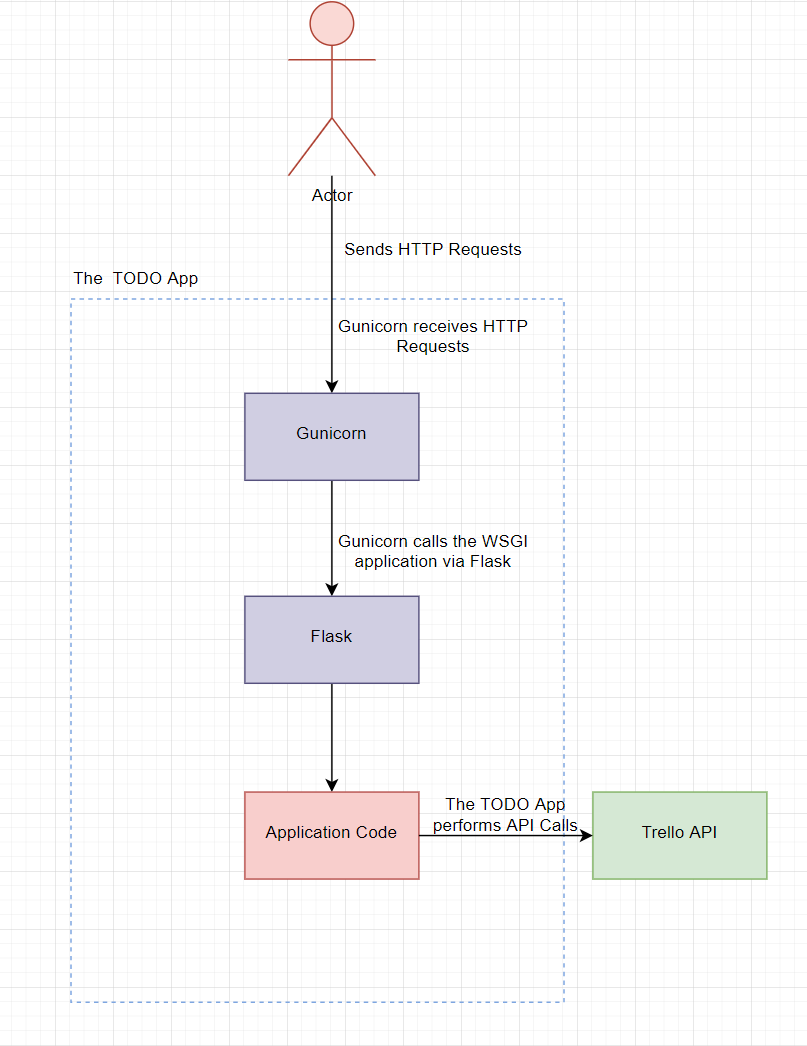 Actor
Sends HTTP Requests
The  TODO App
Gunicorn receives HTTP
Requests
Gunicorn
Gunicorn calls the WSGI
application via Flask
Flask
The TODO App
performs API Calls
Application Code
Trello API